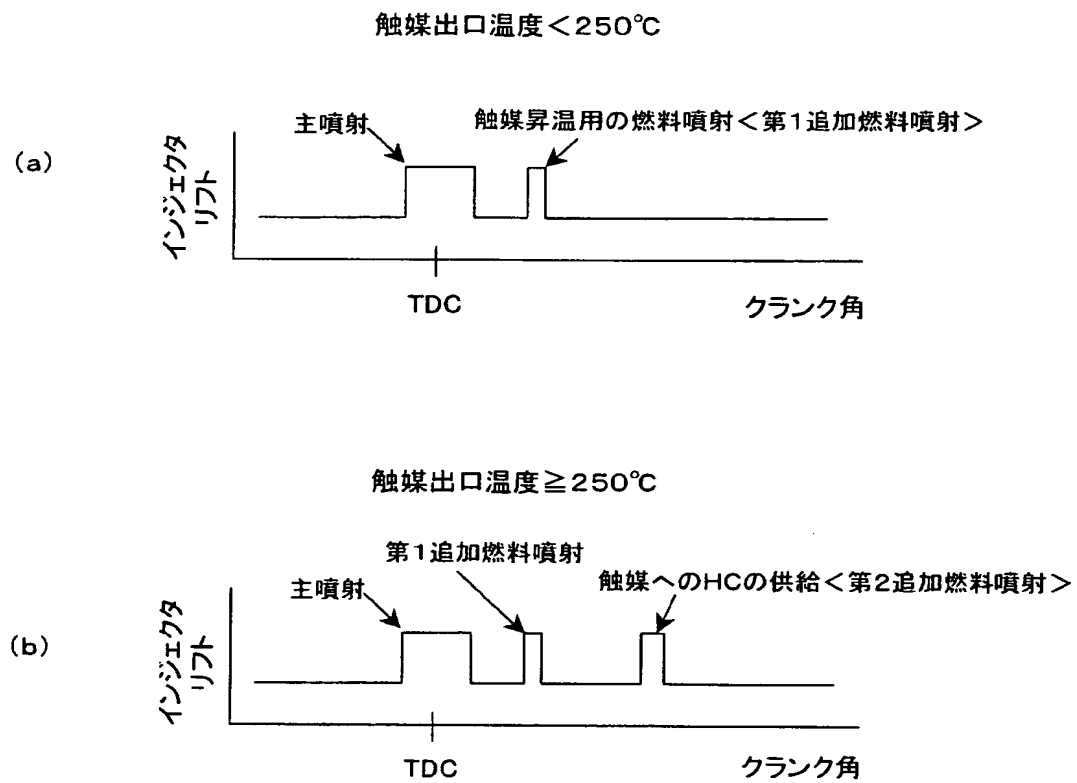 触媒出口温度<250℃
(a)
主噴射
触媒昇温用の燃料噴射<第1追加燃料噴射>
インジェクタ
リフト
TDC
クランク角
触媒出口温度≧250℃
(b)
第1追加燃料噴射
主噴射
触媒へのHCの供給<第2追加燃料噴射>
インジェクタ
リフト
TDC
クランク角